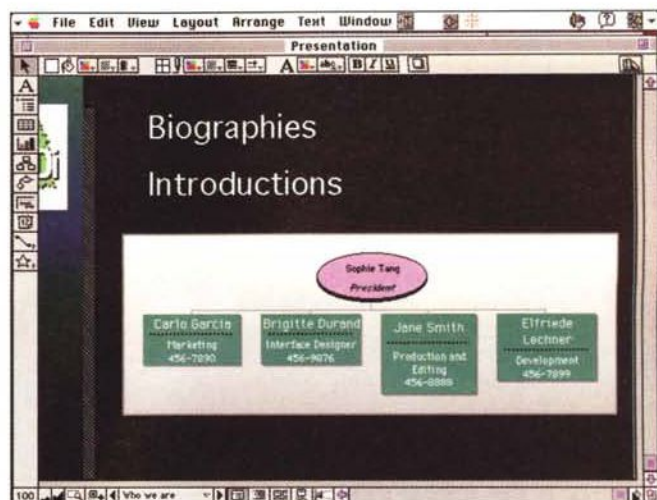 File Edit View Layout Arrange Text Window
Presentation
A abc B I U
A
Biographies
Introductions
Sophie Tang
President
Carlo Garcia
Marketing
456-7890
Brigitte Durand
Interface Designer
456-9876
Jane Smith
Production and
Editing
456-8888
Elfriede
Lechner
Development
456-7899
100 Who we are